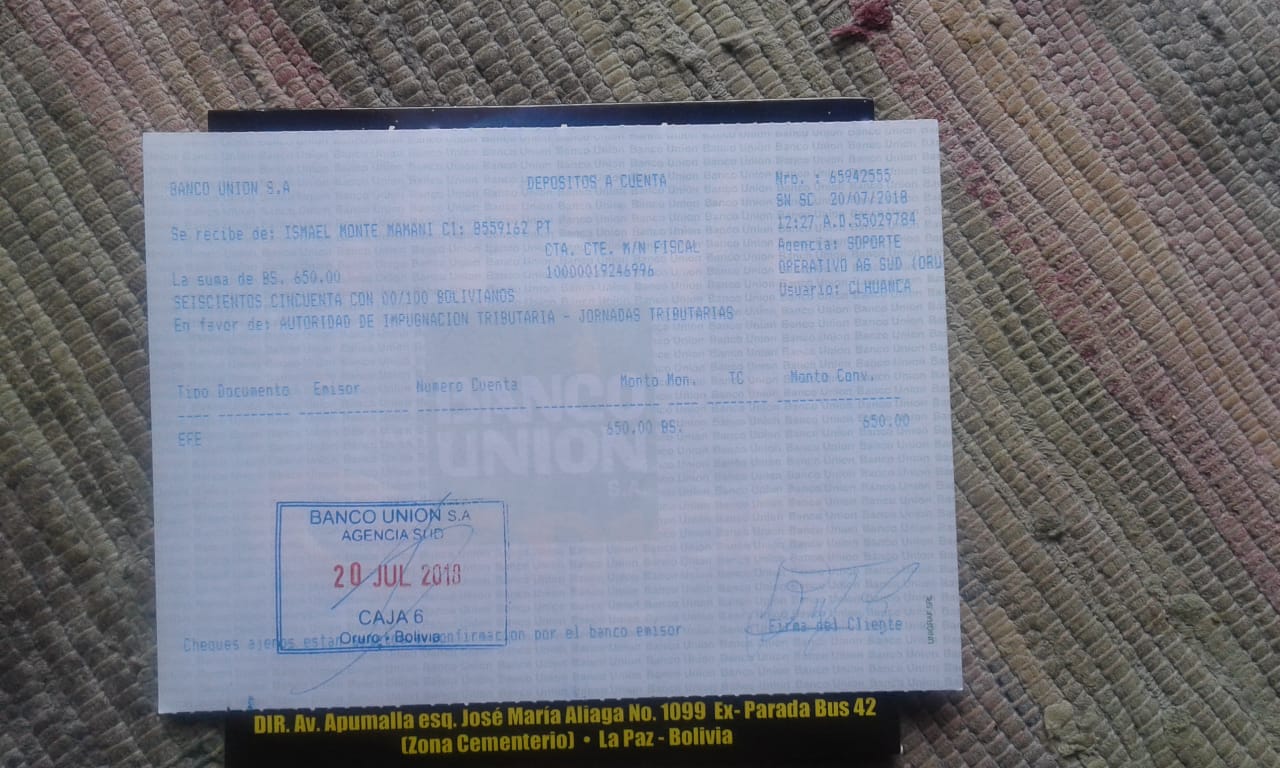 BANCO UNION S.A
DEPOSITOS A CUENTA
Nro. : 65942555
SN SC 20/07/2018
12:27 A.D.55029784
Agencia: SOPORTE
OPERATIVO AG SUD (ORU
Usuario: CLHUANCA
Se recibe de: ISMAEL MONTE MAMANI CI: 8559162 PT
CTA. CTE. M/N FISCAL
10000019246996
La suma de BS. 650.00
SEISCIENTOS CINCUENTA CON 00/100 BOLIVIANOS
En favor de: AUTORIDAD DE IMPUGNACION TRIBUTARIA - JORNADAS TRIBUTARIAS
Tipo Documento Emisor Numero Cuenta Monto Mon. TC Monto Conv.
EFE 650.00 BS. 650.00
BANCO UNION S.A.
BANCO UNION S.A
AGENCIA SUD
20 JUL 2018
CAJA 6
Oruro - Bolivia
Cheques ajenos estan confirmacion por el banco emisor
Firma del Cliente
UNIGRAF SRL
DIR. Av. Apumalla esq. José María Aliaga No. 1099 Ex- Parada Bus 42
(Zona Cementerio) • La Paz - Bolivia